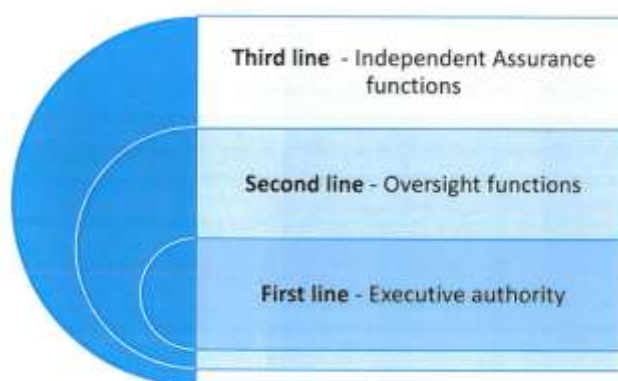 Third line - Independent Assurance
functions
Second line - Oversight functions
First line - Executive authority